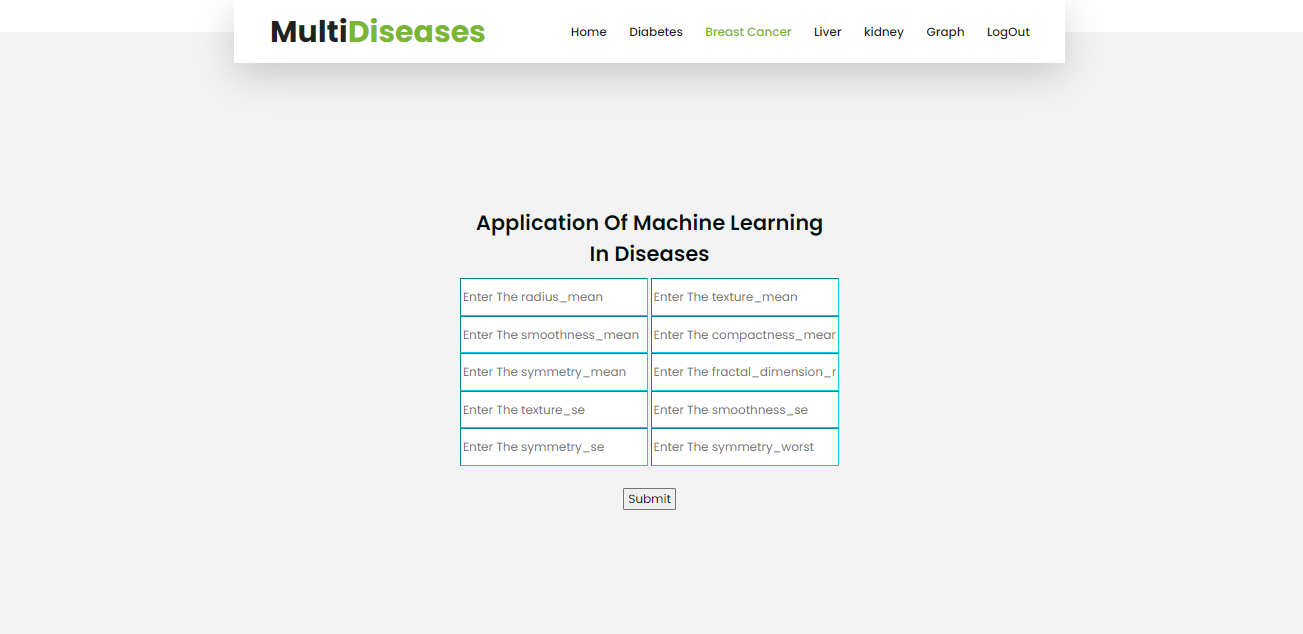 MultiDiseases
Home Diabetes Breast Cancer Liver kidney Graph LogOut
Application Of Machine Learning
In Diseases
Enter The radius_mean Enter The texture_mean
Enter The smoothness_mean Enter The compactness_mear
Enter The symmetry_mean Enter The fractal_dimension_r
Enter The texture_se Enter The smoothness_se
Enter The symmetry_se Enter The symmetry_worst
Submit